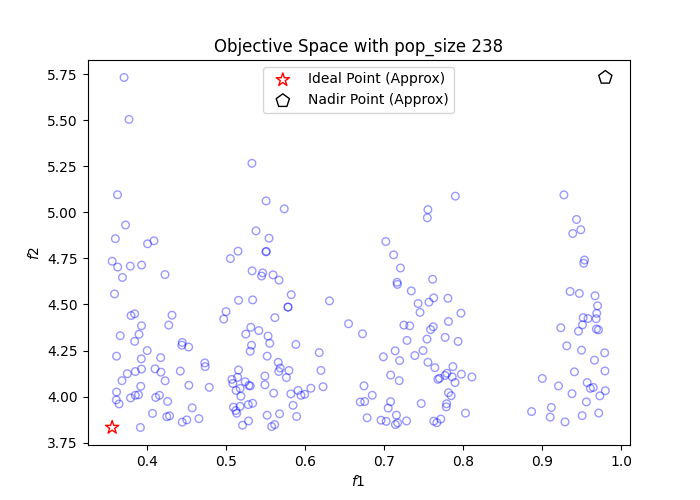 Objective Space with pop_size 238
Ideal Point (Approx)
Nadir Point (Approx)
5.75
5.50
5.25
5.00
4.75
4.50
4.25
4.00
3.75
f2
0.4 0.5 0.6 0.7 0.8 0.9 1.0
f1